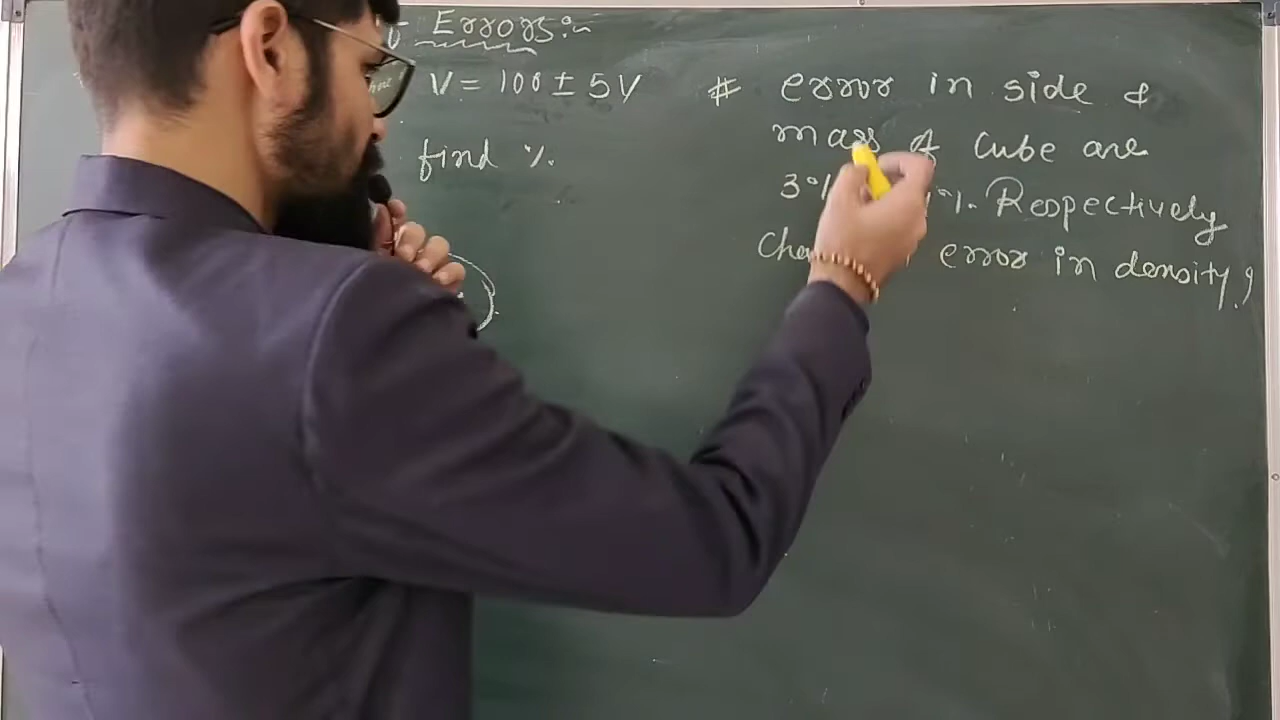 Errors:~
V = 100 ± 5V
find %.
# error in side &
mass of Cube are
3% %. Respectively
error in density,?